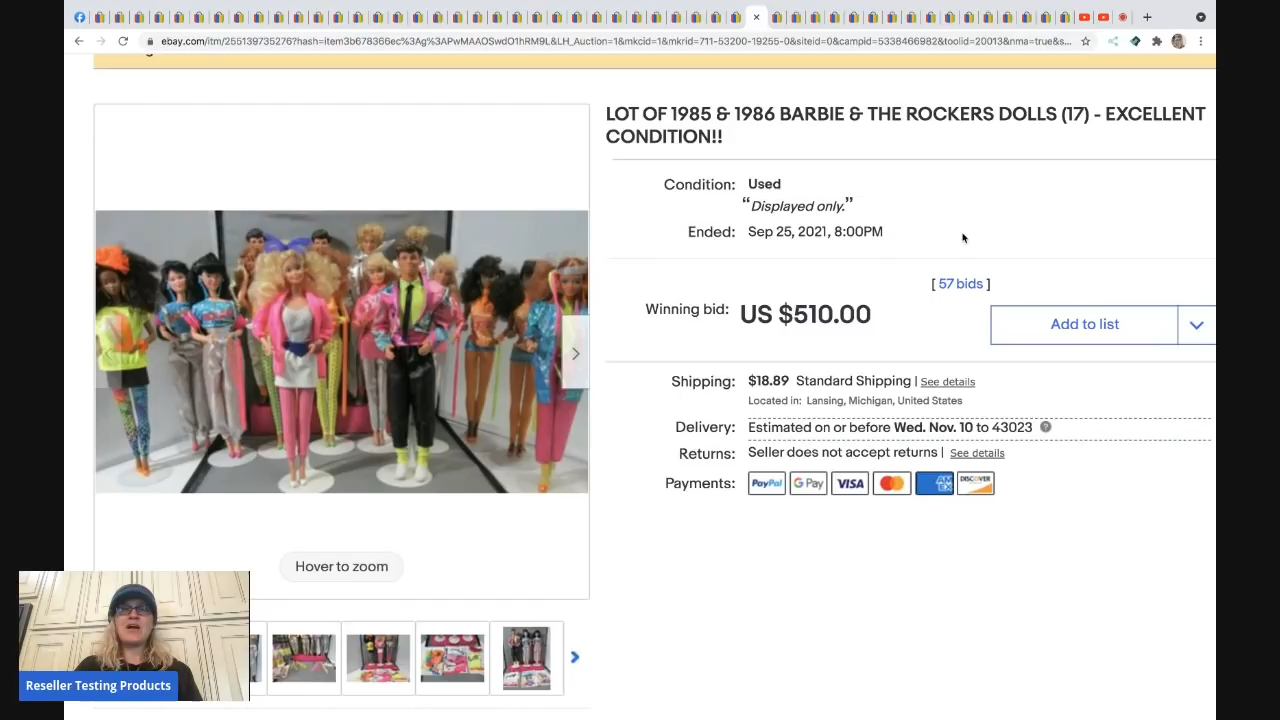 ebay.com/itm/255139735276?hash=item3b678366ec%3Ag%3APwMAAOSwdO1hRM9L&LH_Auction=1&mkcid=1&mkrid=711-53200-19255-0&siteid=0&campid=5338466982&toolid=20013&nma=true&s...
LOT OF 1985 & 1986 BARBIE & THE ROCKERS DOLLS (17) - EXCELLENT
CONDITION!!
Condition: Used
“Displayed only.”
Ended: Sep 25, 2021, 8:00PM
[ 57 bids ]
Winning bid: US $510.00
Add to list
Shipping: $18.89 Standard Shipping | See details
Located in: Lansing, Michigan, United States
Delivery: Estimated on or before Wed. Nov. 10 to 43023 ?
Returns: Seller does not accept returns | See details
Payments: PayPal G Pay VISA AM EX DISCOVER
Hover to zoom
Reseller Testing Products